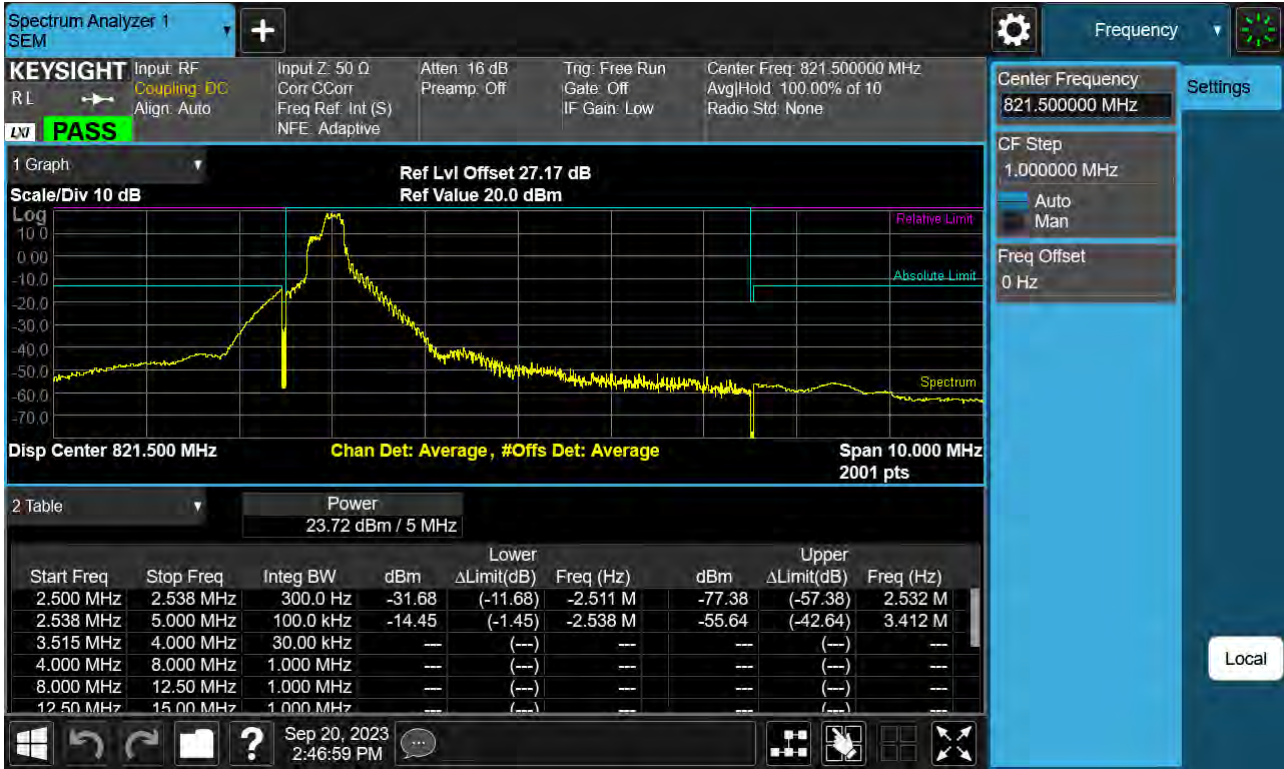 Spectrum Analyzer 1
SEM
Frequency
KEYSIGHT
Input: RF
Coupling: DC
Align: Auto
Input Z: 50 Ω
Corr CCorr
Freq Ref: Int (S)
NFE: Adaptive
Atten: 16 dB
Preamp: Off
Trig: Free Run
Gate: Off
IF Gain: Low
Center Freq: 821.500000 MHz
Avg|Hold: 100.00% of 10
Radio Std: None
R L
LXI
PASS
Center Frequency
821.500000 MHz
Settings
CF Step
1.000000 MHz
Auto
Man
Freq Offset
0 Hz
1 Graph
Scale/Div 10 dB
Ref Lvl Offset 27.17 dB
Ref Value 20.0 dBm
Log
10.0
0.00
-10.0
-20.0
-30.0
-40.0
-50.0
-60.0
-70.0
Relative Limit
Absolute Limit
Spectrum
Disp Center 821.500 MHz
Chan Det: Average , #Offs Det: Average
Span 10.000 MHz
2001 pts
2 Table
Power
23.72 dBm / 5 MHz
Lower Upper
Start Freq Stop Freq Integ BW dBm ΔLimit(dB) Freq (Hz) dBm ΔLimit(dB) Freq (Hz)
2.500 MHz 2.538 MHz 300.0 Hz -31.68 (-11.68) -2.511 M -77.38 (-57.38) 2.532 M
2.538 MHz 5.000 MHz 100.0 kHz -14.45 (-1.45) -2.538 M -55.64 (-42.64) 3.412 M
3.515 MHz 4.000 MHz 30.00 kHz --- (---) --- --- (---) ---
4.000 MHz 8.000 MHz 1.000 MHz --- (---) --- --- (---) ---
8.000 MHz 12.50 MHz 1.000 MHz --- (---) --- --- (---) ---
12.50 MHz 15.00 MHz 1.000 MHz --- (---) --- --- (---) ---
Local
?
Sep 20, 2023
2:46:59 PM